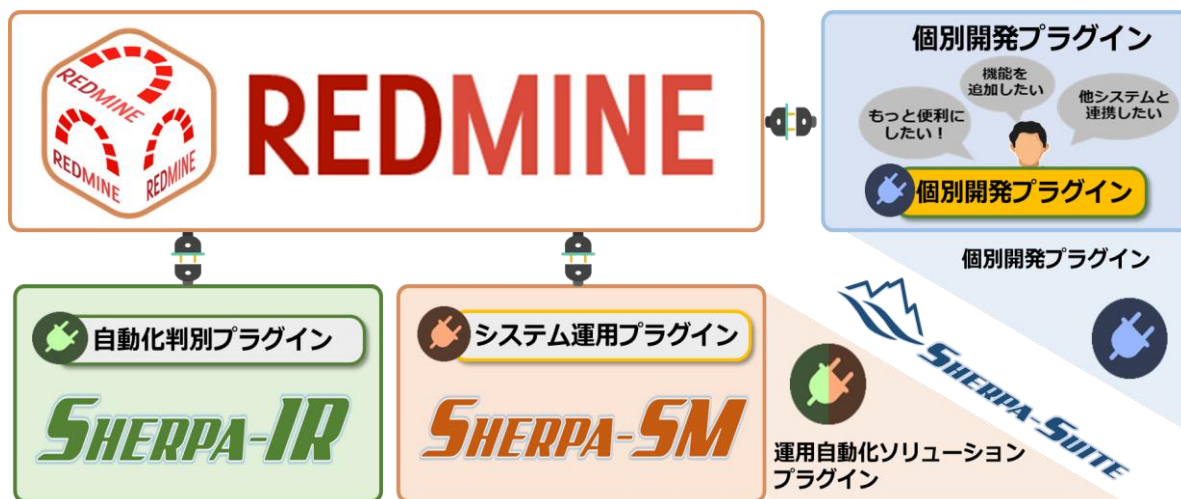 REDMINE
REDMINE
REDMINE
REDMINE
個別開発プラグイン
機能を
追加したい
もっと便利に
したい！
他システムと
連携したい
個別開発プラグイン
個別開発プラグイン
自動化判別プラグイン
SHERPA-IR
システム運用プラグイン
SHERPA-SM
SHERPA-SUITE
運用自動化ソリューション
プラグイン